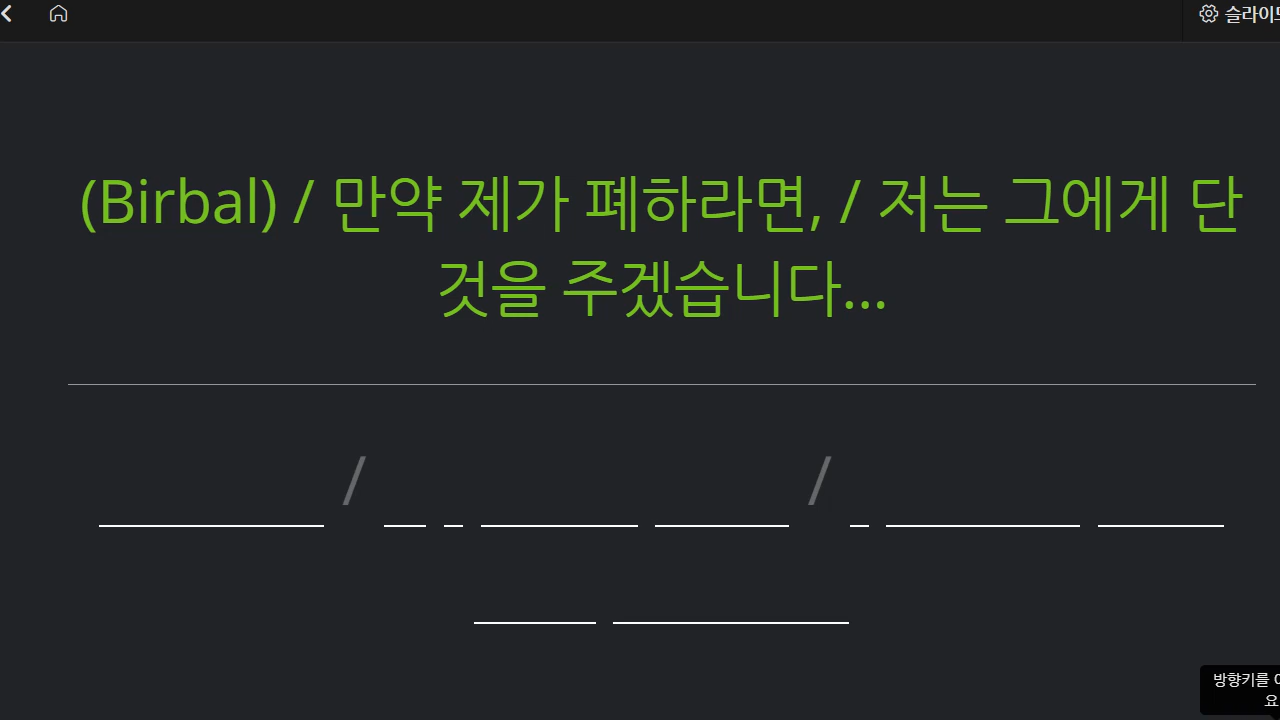 슬라이드
(Birbal) / 만약 제가 폐하라면, / 저는 그에게 단
것을 주겠습니다...
/ /
방향키를
요